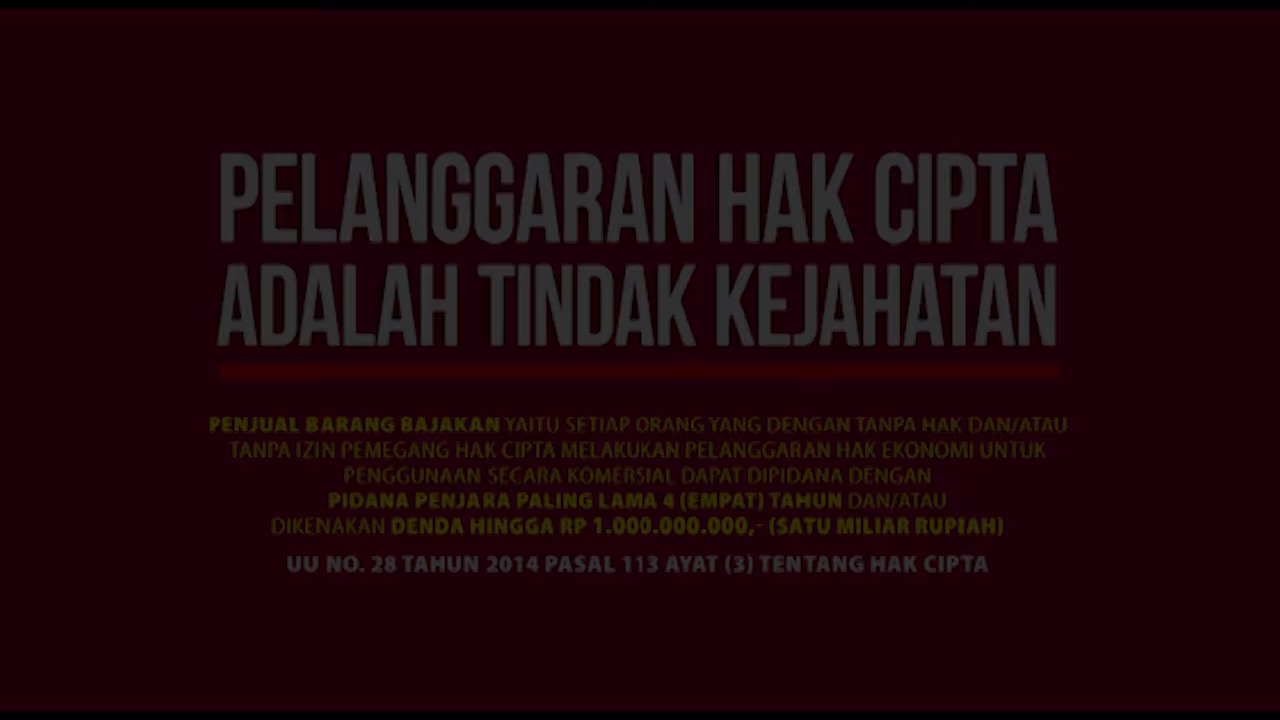 PELANGGARAN HAK CIPTA
ADALAH TINDAK KEJAHATAN
PENJUAL BARANG BAJAKAN YAITU SETIAP ORANG YANG DENGAN TANPA HAK DAN/ATAU
TANPA IZIN PEMEGANG HAK CIPTA MELAKUKAN PELANGGARAN HAK EKONOMI UNTUK
PENGGUNAAN SECARA KOMERSIAL DAPAT DIPIDANA DENGAN
PIDANA PENJARA PALING LAMA 4 (EMPAT) TAHUN DAN/ATAU
DIKENAKAN DENDA HINGGA RP 1.000.000.000,- (SATU MILIAR RUPIAH)
UU NO. 28 TAHUN 2014 PASAL 113 AYAT (3) TENTANG HAK CIPTA